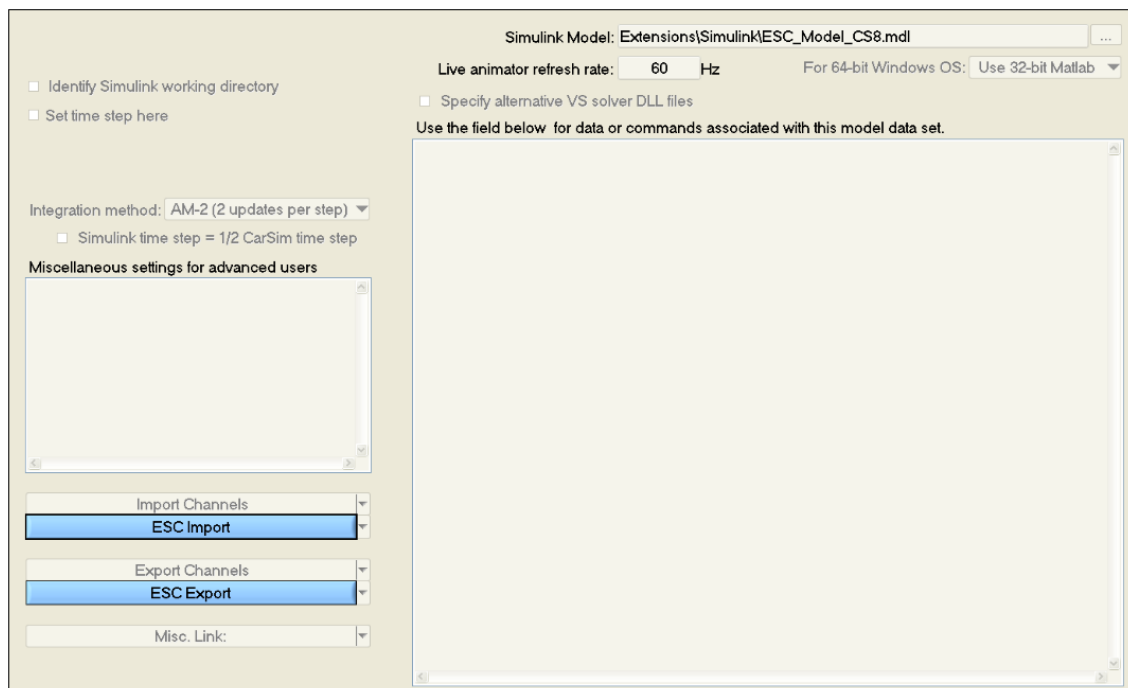 Simulink Model: Extensions\Simulink\ESC_Model_CS8.mdl ...
Live animator refresh rate: 60 Hz For 64-bit Windows OS: Use 32-bit Matlab
Identify Simulink working directory
Specify alternative VS solver DLL files
Set time step here
Use the field below for data or commands associated with this model data set.
Integration method: AM-2 (2 updates per step)
Simulink time step = 1/2 CarSim time step
Miscellaneous settings for advanced users
Import Channels
ESC Import
Export Channels
ESC Export
Misc. Link: